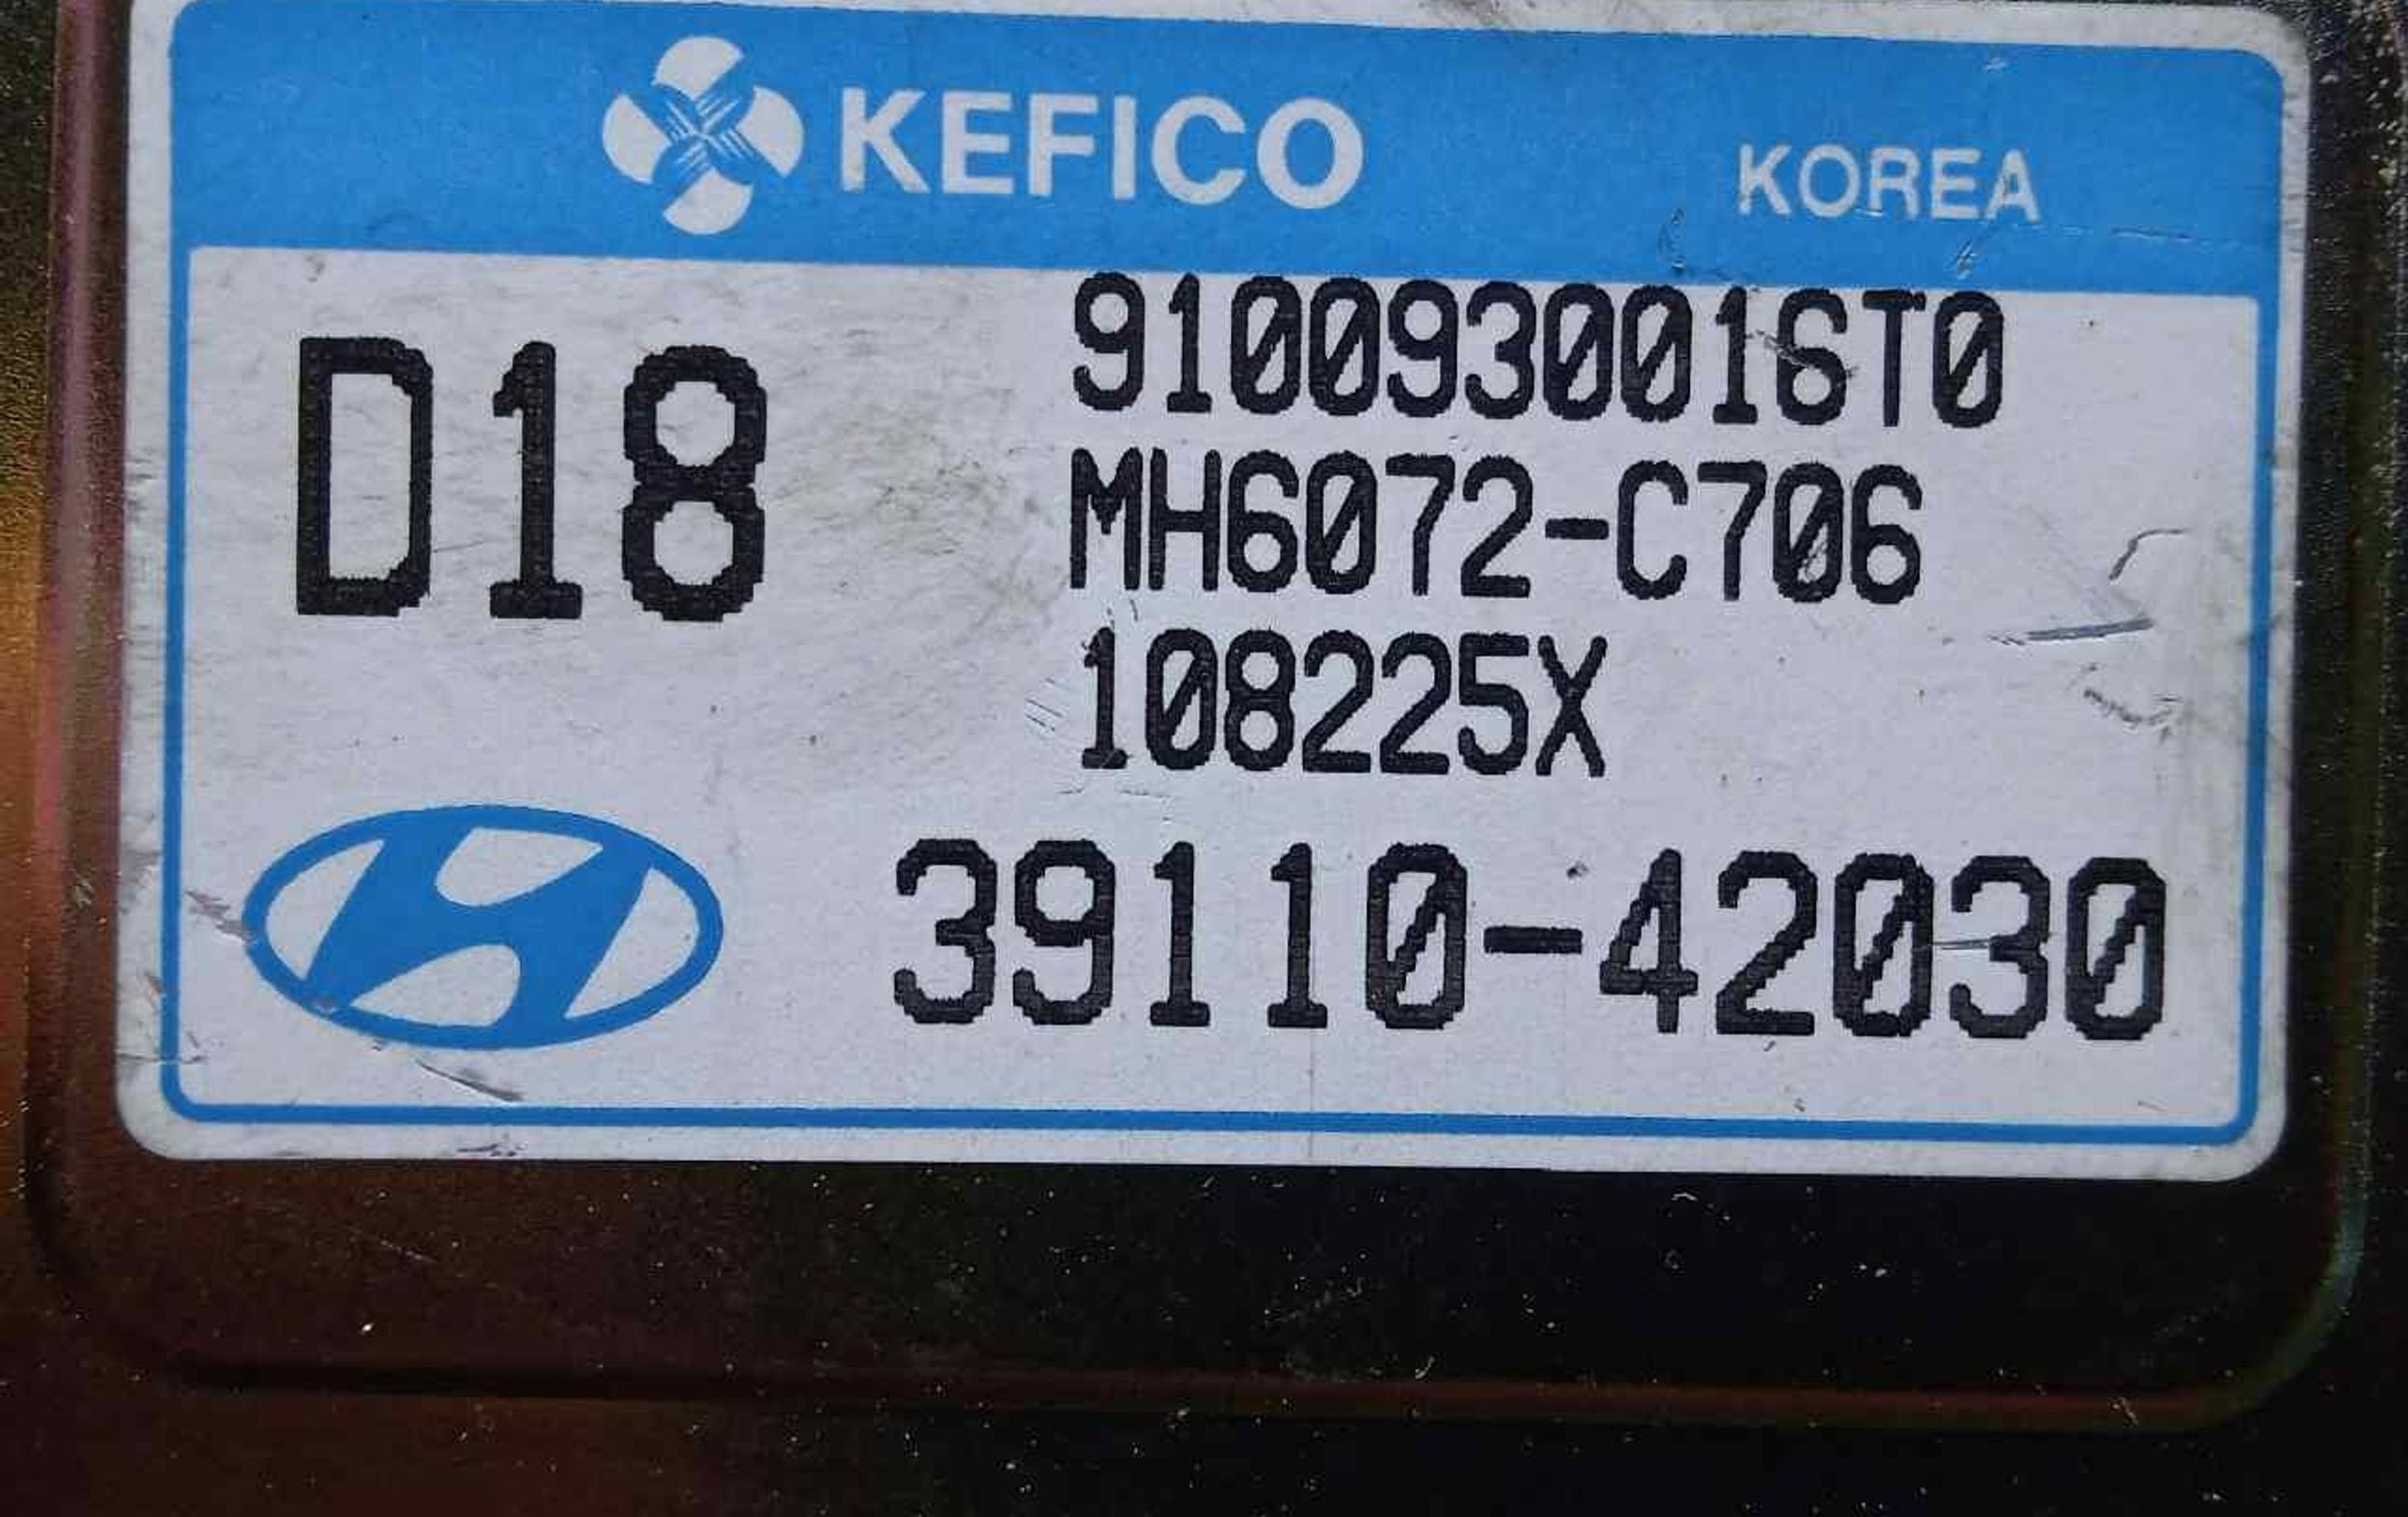 KEFICO KOREA
D18
9100930016T0
MH6072-C706
108225X
39110-42030